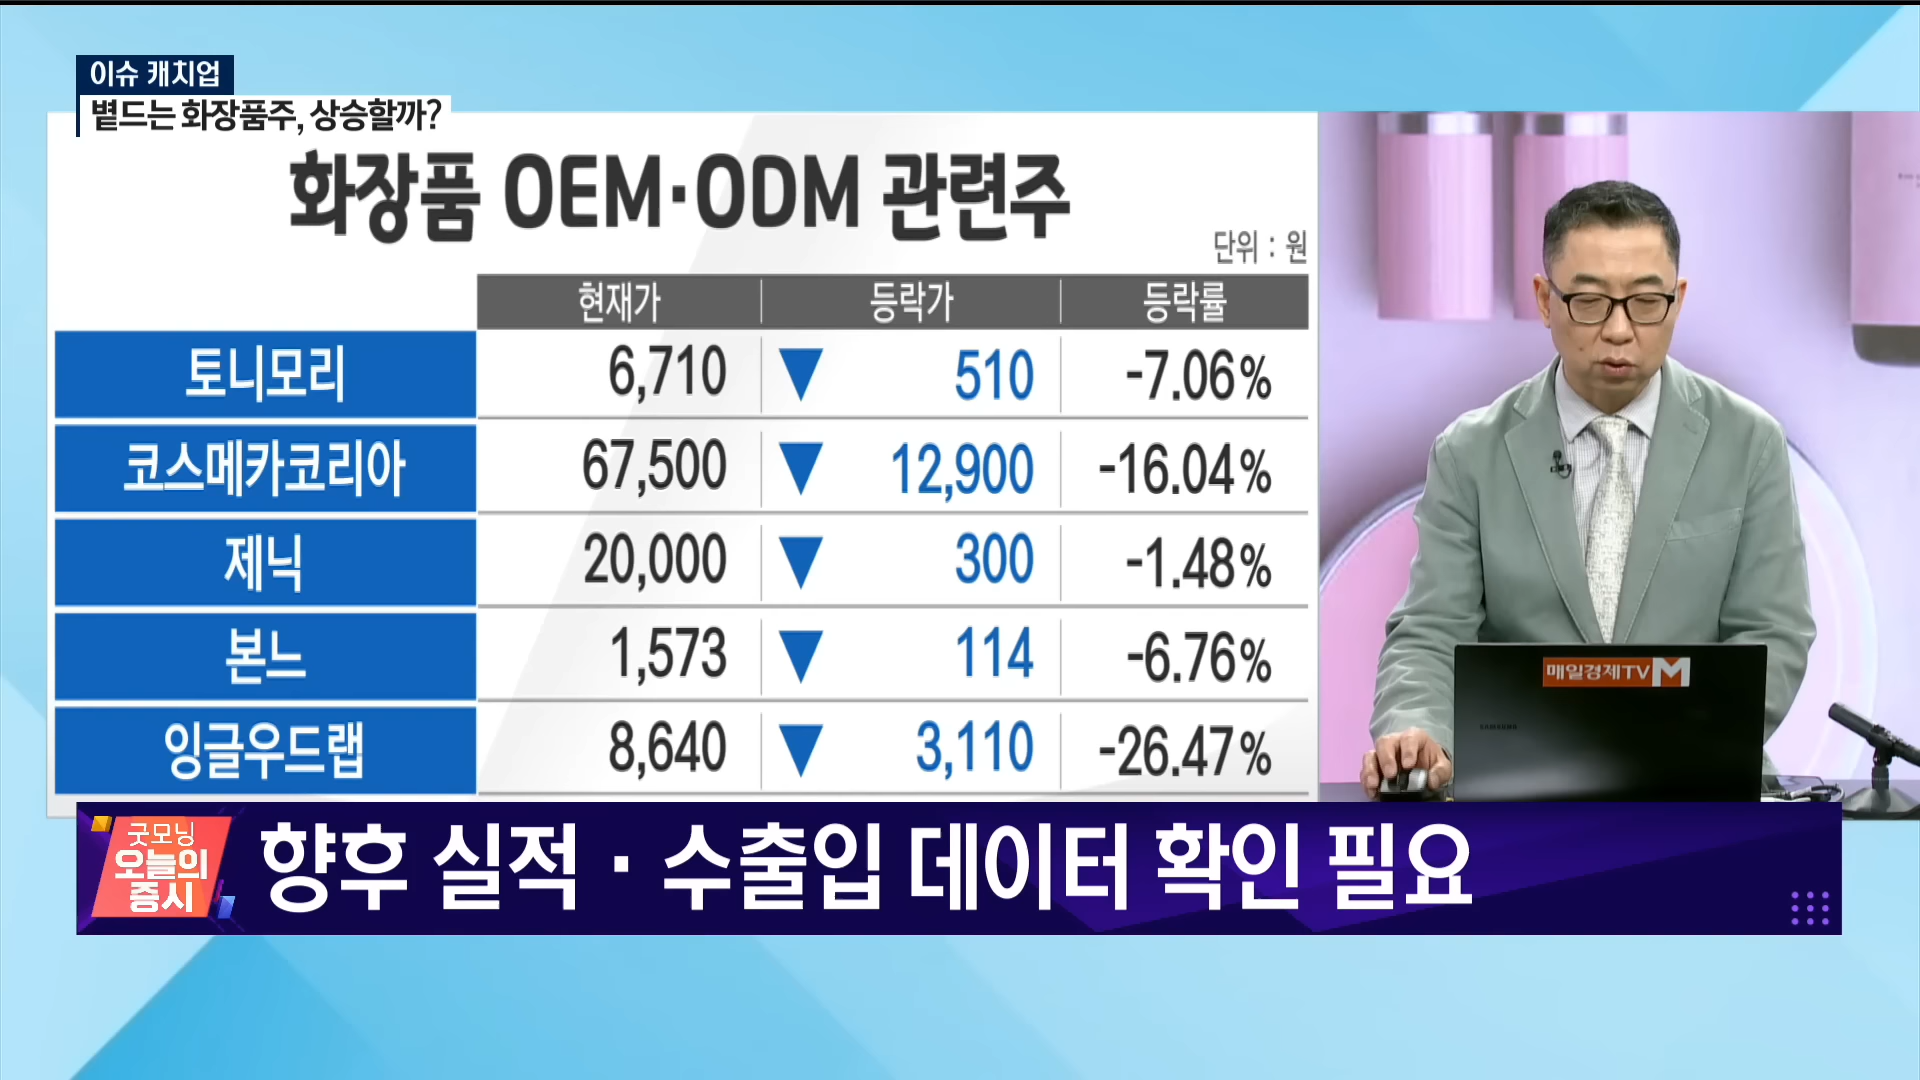 이슈 캐치업
볕드는 화장품주, 상승할까?
화장품 OEM·ODM 관련주
단위 : 원
현재가 등락가 등락률
토니모리 6,710 ▼ 510 -7.06%
코스메카코리아 67,500 ▼ 12,900 -16.04%
제닉 20,000 ▼ 300 -1.48%
본느 1,573 ▼ 114 -6.76%
잉글우드랩 8,640 ▼ 3,110 -26.47%
매일경제TV M
SAMSUNG
굿모닝
오늘의
증시
향후 실적·수출입 데이터 확인 필요